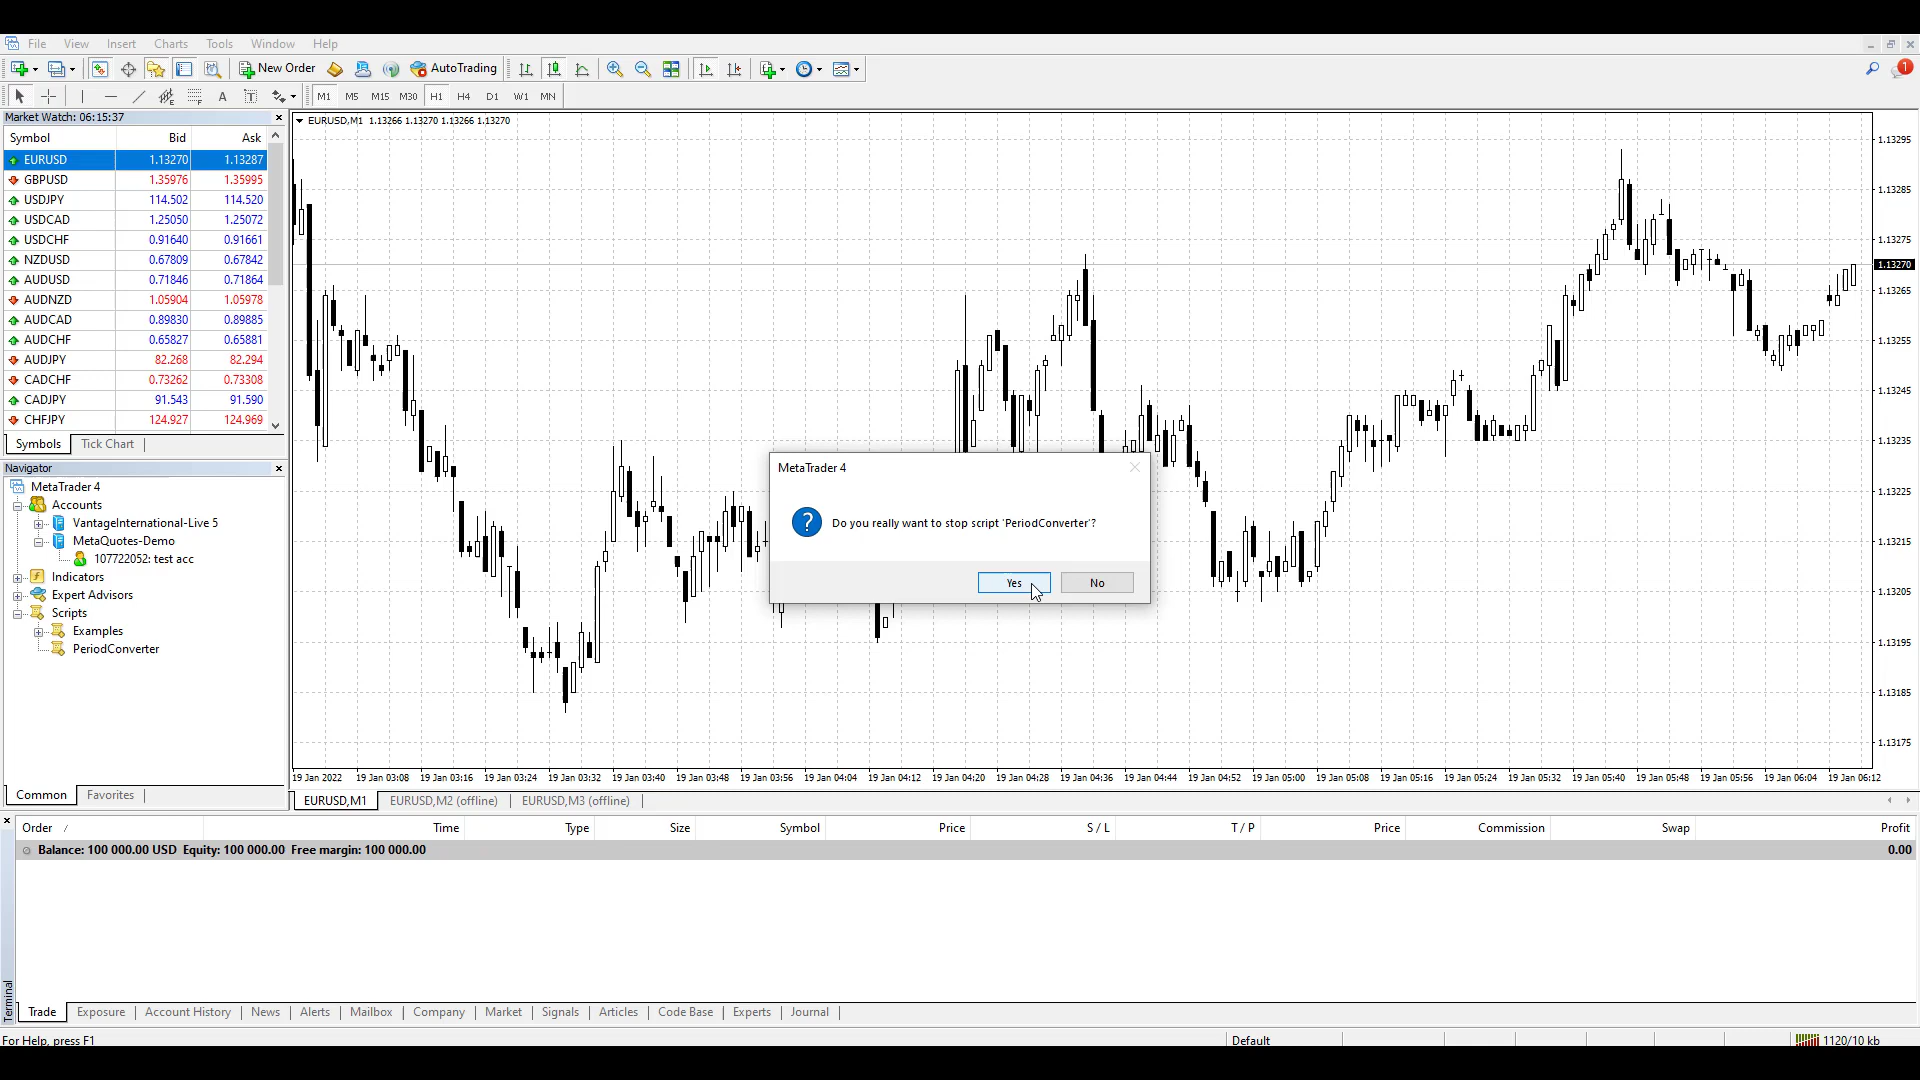 File View Insert Charts Tools Window Help
New Order AutoTrading 1
A T M1 M5 M15 M30 H1 H4 D1 W1 MN
Market Watch: 06:15:37
Symbol Bid Ask
EURUSD 1.13270 1.13287
GBPUSD 1.35976 1.35995
USDJPY 114.502 114.520
USDCAD 1.25050 1.25072
USDCHF 0.91640 0.91661
NZDUSD 0.67809 0.67842
AUDUSD 0.71846 0.71864
AUDNZD 1.05904 1.05978
AUDCAD 0.89830 0.89885
AUDCHF 0.65827 0.65881
AUDJPY 82.268 82.294
CADCHF 0.73262 0.73308
CADJPY 91.543 91.590
CHFJPY 124.927 124.969
Symbols Tick Chart
Navigator
MetaTrader 4
Accounts
VantageInternational-Live 5
MetaQuotes-Demo
107722052: test acc
Indicators
Expert Advisors
Scripts
Examples
PeriodConverter
Common Favorites
EURUSD,M1 1.13266 1.13270 1.13266 1.13270
1.13295
1.13285
1.13275
1.13270
1.13265
1.13255
1.13245
1.13235
1.13225
1.13215
1.13205
1.13195
1.13185
1.13175
MetaTrader 4
Do you really want to stop script 'PeriodConverter'?
Yes No
19 Jan 2022 19 Jan 03:08 19 Jan 03:16 19 Jan 03:24 19 Jan 03:32 19 Jan 03:40 19 Jan 03:48 19 Jan 03:56 19 Jan 04:04 19 Jan 04:12 19 Jan 04:20 19 Jan 04:28 19 Jan 04:36 19 Jan 04:44 19 Jan 04:52 19 Jan 05:00 19 Jan 05:08 19 Jan 05:16 19 Jan 05:24 19 Jan 05:32 19 Jan 05:40 19 Jan 05:48 19 Jan 05:56 19 Jan 06:04 19 Jan 06:12
EURUSD,M1 EURUSD,M2 (offline) EURUSD,M3 (offline)
Order / Time Type Size Symbol Price S / L T / P Price Commission Swap Profit
Balance: 100 000.00 USD Equity: 100 000.00 Free margin: 100 000.00 0.00
Terminal
Trade Exposure Account History News Alerts Mailbox Company Market Signals Articles Code Base Experts Journal
For Help, press F1 Default 1120/10 kb